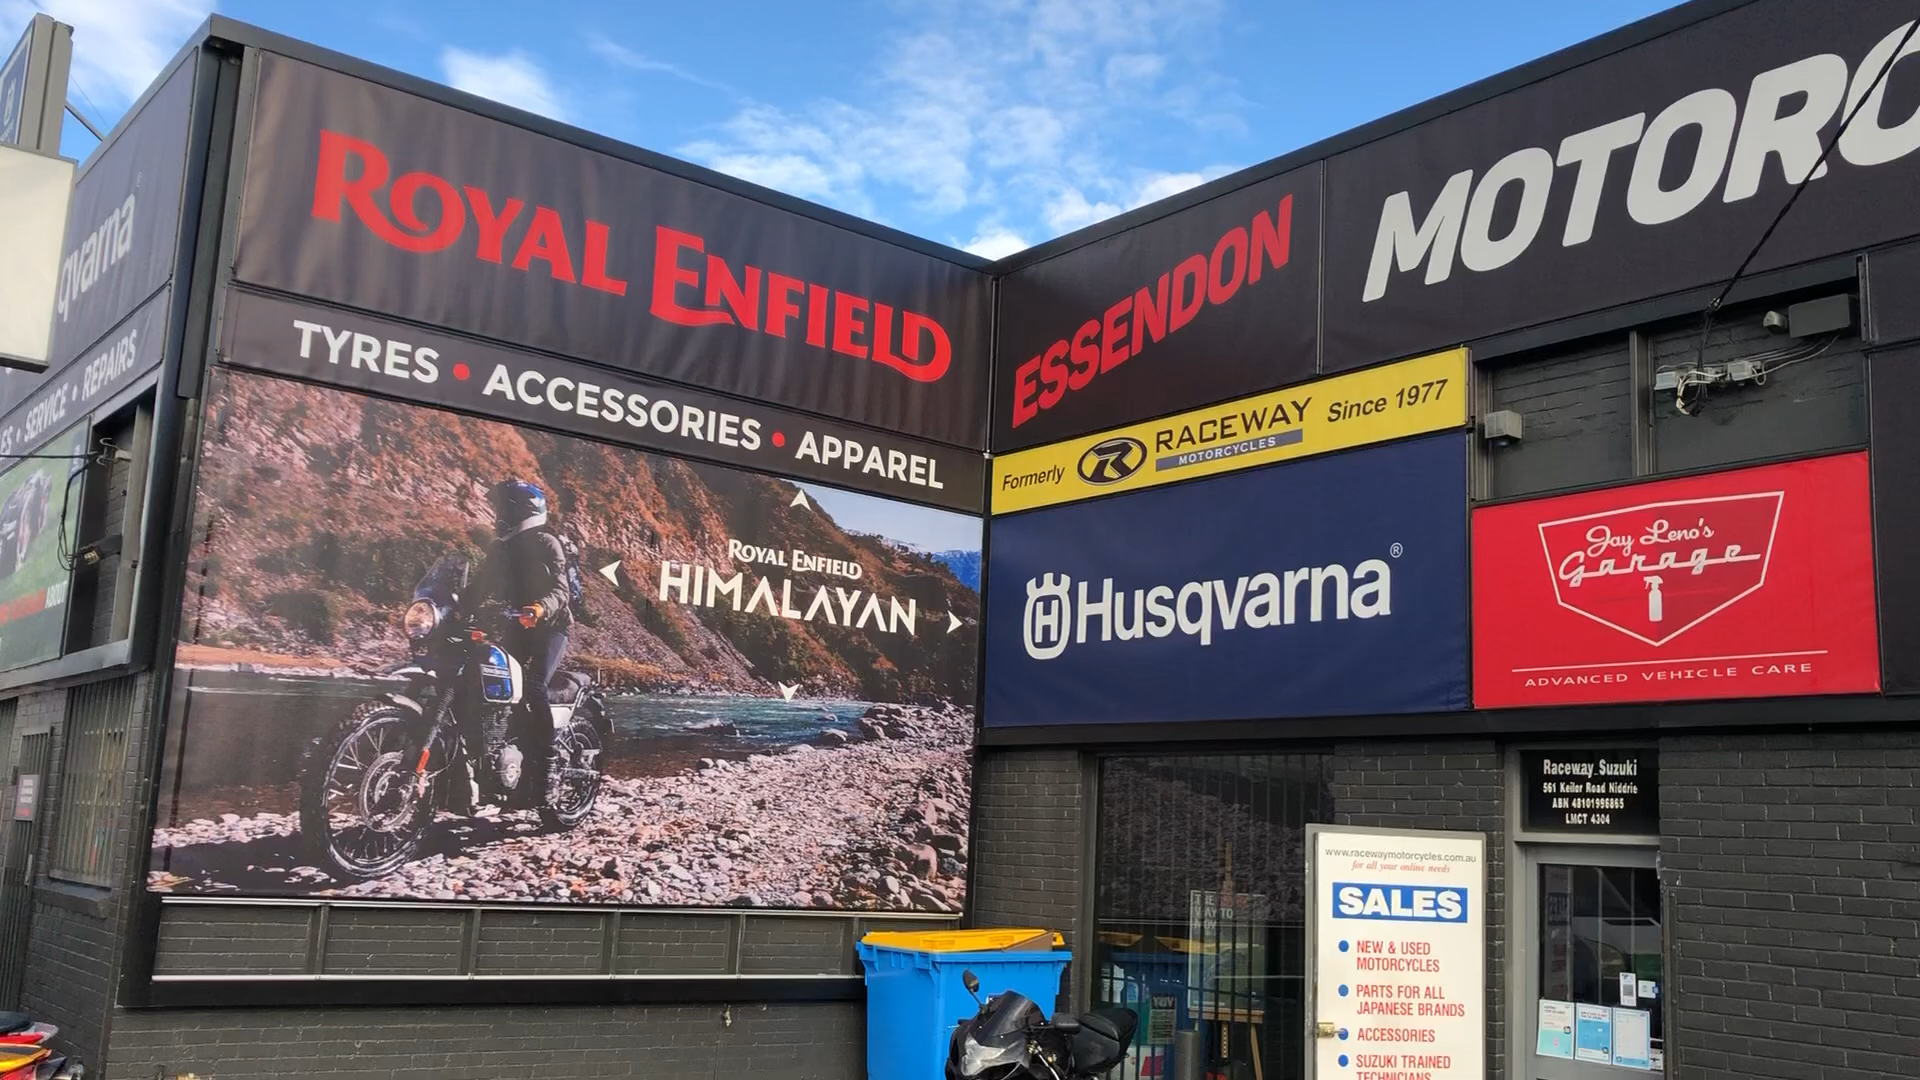 qvarna
SERVICE • REPAIRS
ROYAL ENFIELD
TYRES • ACCESSORIES • APPAREL
ROYAL ENFIELD
HIMALAYAN
ESSENDON
MOTORC
Formerly R RACEWAY Since 1977
MOTORCYCLES
H Husqvarna®
Jay Leno's
Garage
ADVANCED VEHICLE CARE
Raceway Suzuki
561 Keilor Road Niddrie
ABN 48101996865
LMCT 4304
www.racewaymotorcycles.com.au
for all your online needs
SALES
NEW & USED
MOTORCYCLES
PARTS FOR ALL
JAPANESE BRANDS
ACCESSORIES
SUZUKI TRAINED
TECHNICIANS